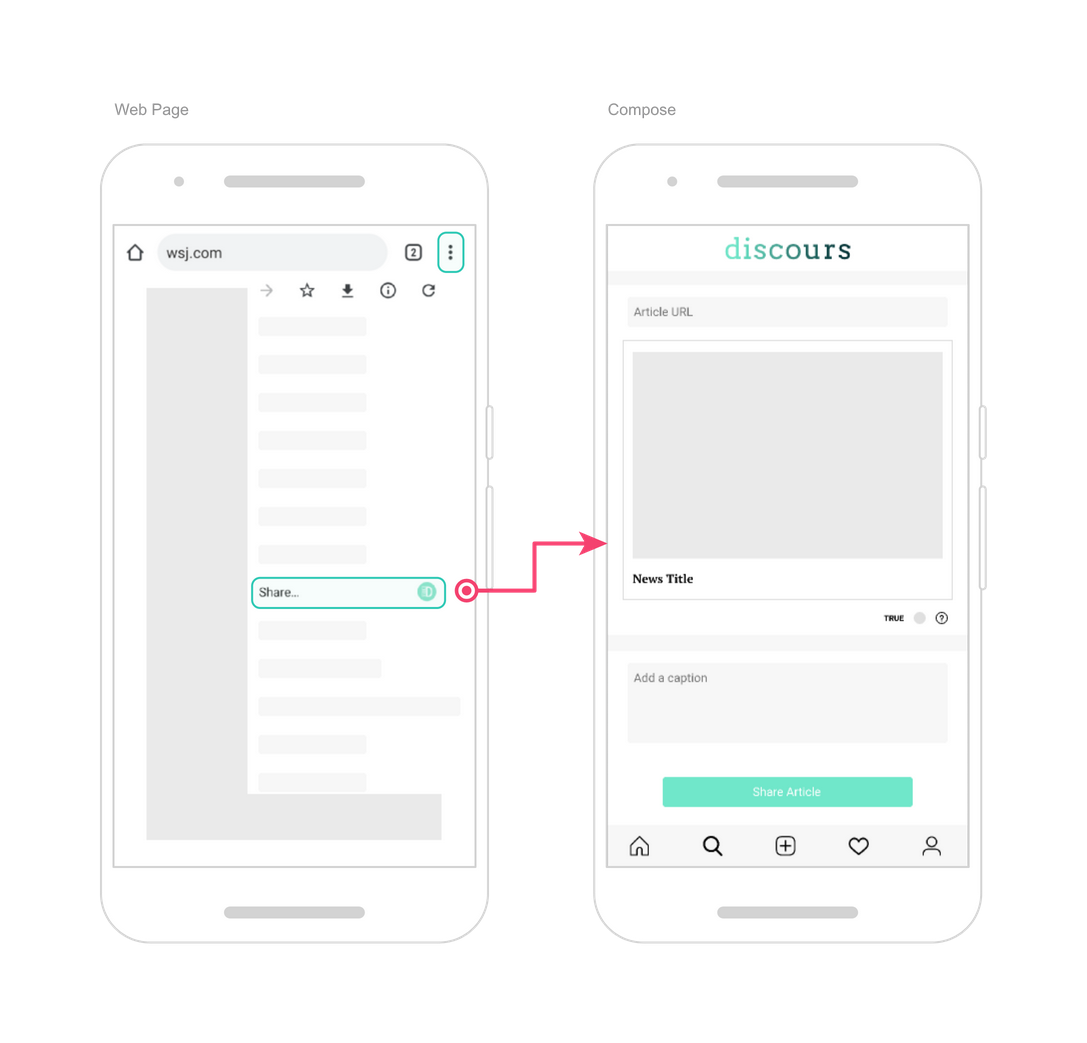 Web Page
wsj.com
2
Share...
D
Compose
discours
Article URL
News Title
TRUE
?
Add a caption
Share Article